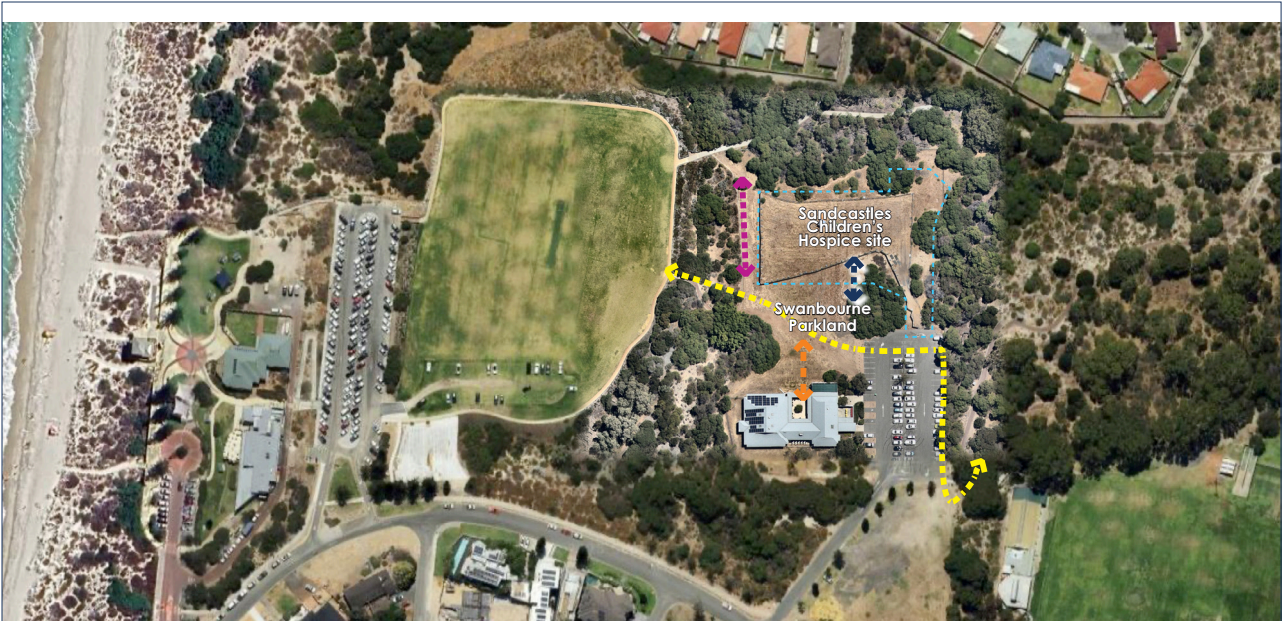 Sandcastles
Children's
Hospice site
Swanbourne
Parkland